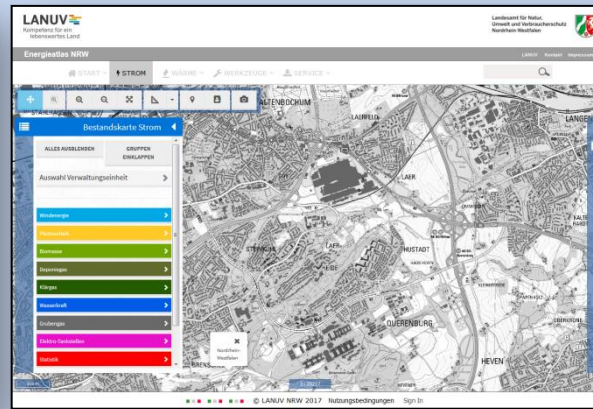 LANUV
Kompetenz für ein
lebenswertes Land
Landesamt für Natur,
Umwelt und Verbraucherschutz
Nordrhein-Westfalen
Energieatlas NRW
LANUV Kontakt Impressum
START STROM WÄRME WERKZEUGE SERVICE
Bestandskarte Strom
ALLES AUSBLENDEN GRUPPEN
EINKLAPPEN
Auswahl Verwaltungseinheit
Windenergie
Biomasse
Deponiegas
Klärgas
Wasserkraft
Grubengas
Elektro-Tankstellen
Statistik
ALTENBOCHUM
LAERFELD
LANGEN
LAER
HUSTADT
QUERENBURG
HEVEN
Nordrhein-
Westfalen
© LANUV NRW 2017 Nutzungsbedingungen Sign In